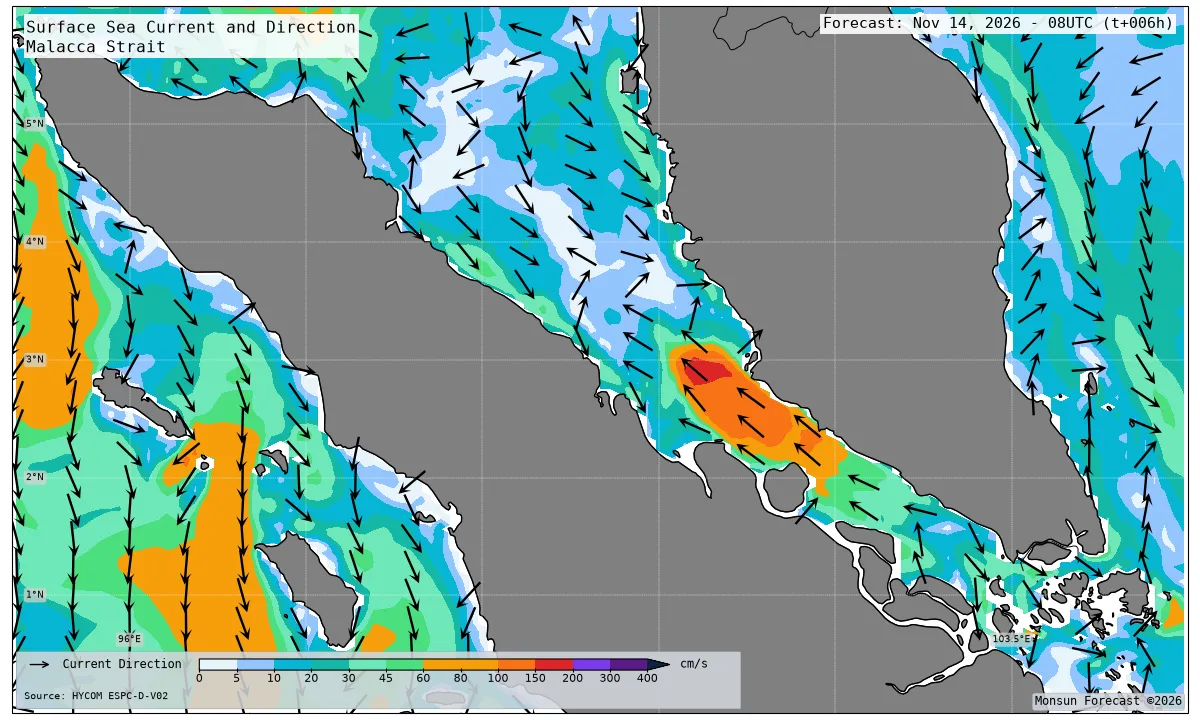 Surface Sea Current and Direction
Malacca Strait
Forecast: Nov 14, 2026 - 08UTC (t+006h)
5°N
4°N
3°N
2°N
1°N
96°E
103.5°E
Current Direction
0 5 10 20 30 45 60 80 100 150 200 300 400
cm/s
Source: HYCOM ESPC-D-V02
Monsun Forecast ©2026